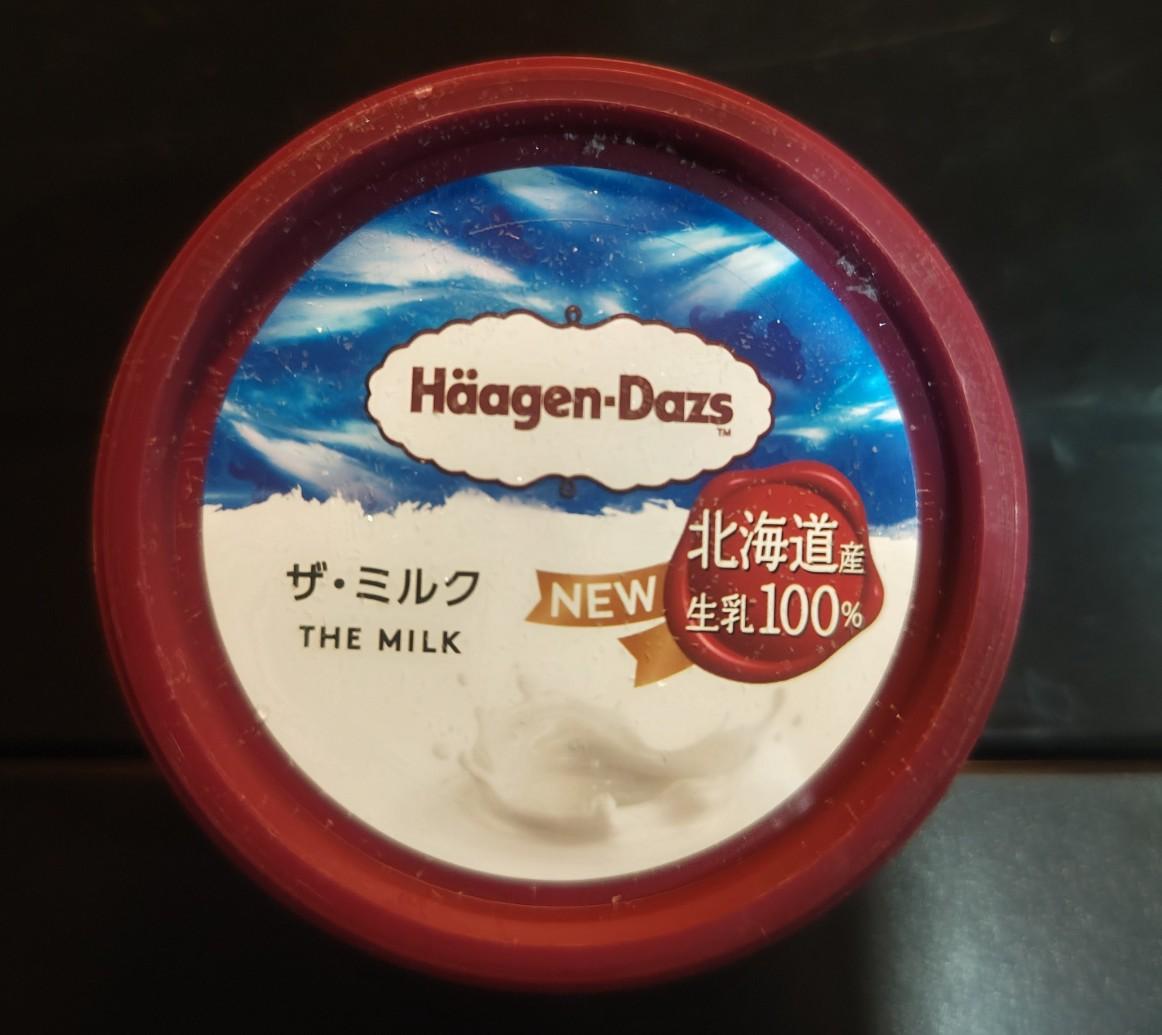 Häagen-Dazs
TM
ザ・ミルク
THE MILK
NEW
北海道産
生乳100%